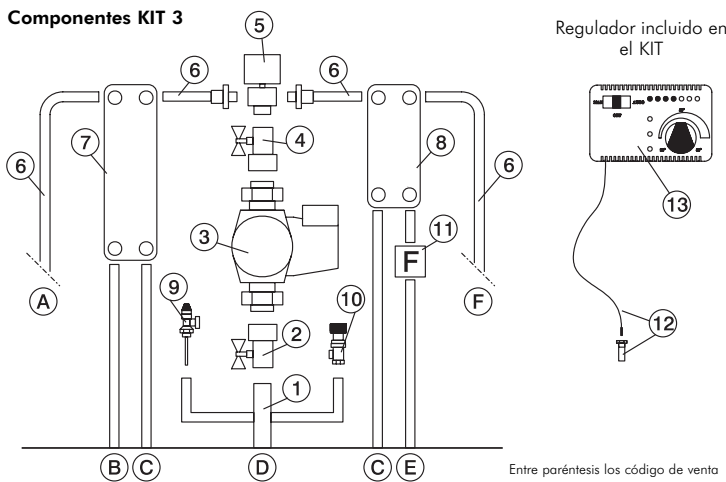 Componentes KIT 3
Regulador incluido en
el KIT
5
6
6
4
7
8
6
6
3
13
11
F
A
F
9
10
12
2
1
B
C
D
C
E
Entre paréntesis los código de venta